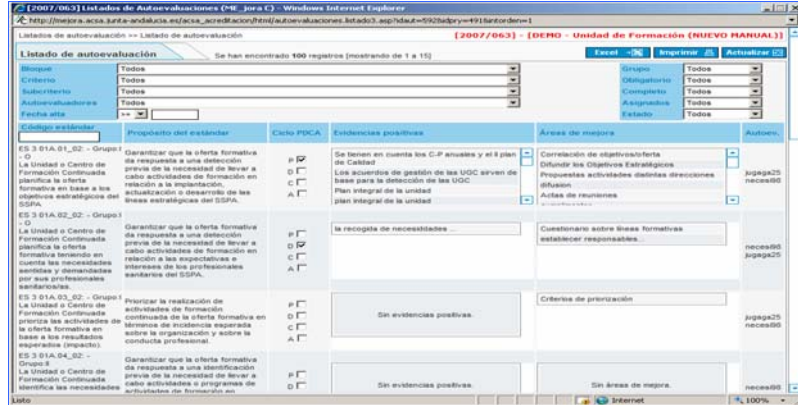 [2007/063] Listados de Autoevaluaciones (ME_jora C) - Windows Internet Explorer
http://mejora.acsa.junta-andalucia.es/acsa_acreditacion/html/autoevaluaciones.listado3.asp?idaut=592&idpry=491&intorden=1
Listados de autoevaluación >> Listado de autoevaluación
[2007/063] - [DEMO - Unidad de Formación (NUEVO MANUAL)]
Listado de autoevaluación
Se han encontrado 100 registros [mostrando de 1 a 15]
Excel
Imprimir
Actualizar
Bloque Todos Grupo Todos
Criterio Todos Obligatorio Todos
Subcriterio Todos Completo Todos
Autoevaluadores Todos Asignados Todos
Fecha alta >= Estado Todos
Código estándar Propósito del estándar Ciclo PDCA Evidencias positivas Áreas de mejora Autoev.
ES 3 01A.01_02: - Grupo I
- O
La Unidad o Centro de
Formación Continuada
planifica la oferta
formativa en base a los
objetivos estratégicos del
SSPA
Garantizar que la oferta formativa
da respuesta a una detección
previa de la necesidad de llevar a
cabo actividades de formación en
relación a la implantación,
actualización o desarrollo de las
líneas estratégicas del SSPA.
P
D
C
A
Se tienen en cuenta los C-P anuales y el II plan
de Calidad
Los acuerdos de gestión de las UGC sirven de
base para la detección de las UGC
Plan integral de la unidad
plan integral de la unidad
Correlación de objetivos/oferta
Difundir los Objetivos Estratégicos
Propuestas actividades distintas direcciones
difusion
Actas de reuniones
jugaga25
neces86
ES 3 01A.02_02: - Grupo I
- O
La Unidad o Centro de
Formación Continuada
planifica la oferta
formativa teniendo en
cuenta las necesidades
sentidas y demandadas
por sus profesionales
sanitarios/as.
Garantizar que la oferta formativa
da respuesta a una detección
previa de la necesidad de llevar a
cabo actividades de formación en
relación a las expectativas e
intereses de los profesionales
sanitarios del SSPA.
P
D
C
A
la recogita de necesidades ...
Cuestionario sobre líneas formativas
establecer responsables...
neces86
jugaga25
ES 3 01A.03_02: - Grupo I
La Unidad o Centro de
Formación Continuada
prioriza las actividades de
la oferta formativa en
base a los resultados
esperados (impacto).
Priorizar la realización de
actividades de formación
continuada de la oferta formativa en
términos de incidencia esperada
sobre la organización y sobre la
conducta profesional.
P
D
C
A
Sin evidencias positivas.
Criterios de priorización
jugaga25
neces86
ES 3 01A.04_02: -
Grupo II
La Unidad o Centro de
Formación Continuada
identifica las necesidades
Garantizar que la oferta formativa
da respuesta a una identificación
previa de la necesidad de llevar a
cabo actividades o programas de
actividades de formación en
P
D
Sin evidencias positivas.
Sin áreas de mejora.
neces86
Listo
Internet
100%